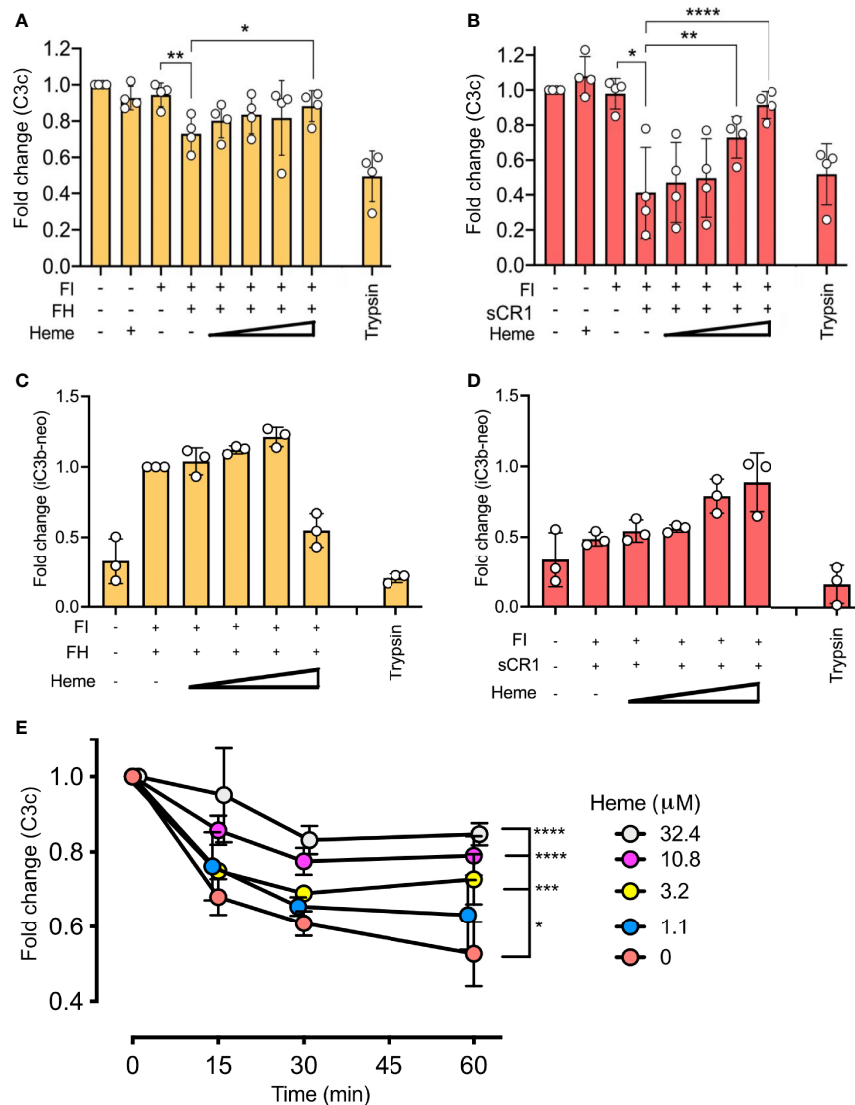 A
Fold change (C3c)
1.2
1.0
0.8
0.6
0.4
0.2
0.0
**
*
FI - - + + + + + +
FH - - - + + + + +
Heme - + - -
Trypsin
B
Fold change (C3c)
1.2
1.0
0.8
0.6
0.4
0.2
0.0
****
**
*
FI - - + + + + + +
sCR1 - - - + + + + +
Heme - + - -
Trypsin
C
Fold change (iC3b-neo)
1.5
1.0
0.5
0.0
FI - + + + + +
FH - + + + + +
Heme - -
Trypsin
D
Fold change (iC3b-neo)
1.5
1.0
0.5
0.0
FI - + + + + +
sCR1 - + + + + +
Heme - -
Trypsin
E
Fold change (C3c)
1.0
0.8
0.6
0.4
0 15 30 60
Time (min)
****
****
***
*
Heme (μM)
32.4
10.8
3.2
1.1
0